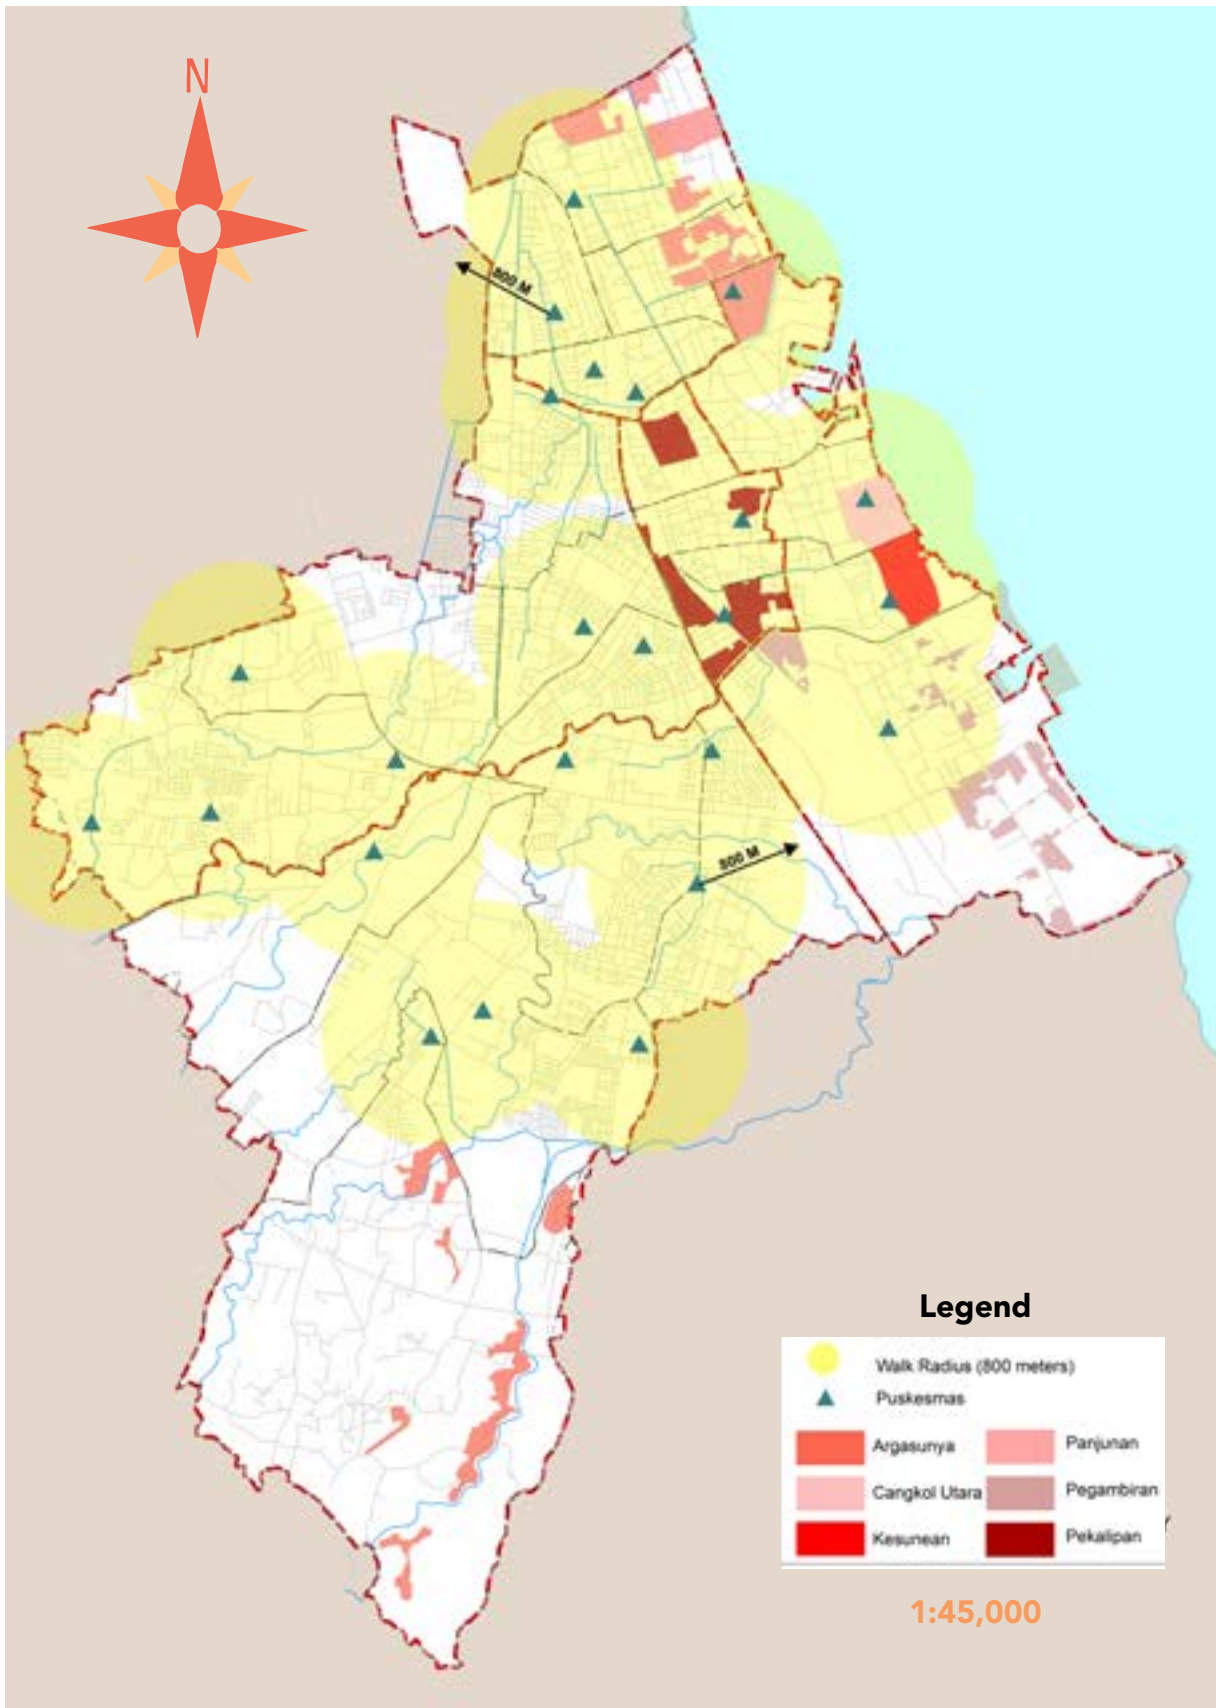 N
800 M
800 M
Legend
Walk Radius (800 meters)
Puskesmas
Argasunya
Panjunan
Cangkol Utara
Pegambiran
Kesunean
Pekalipan
1:45,000